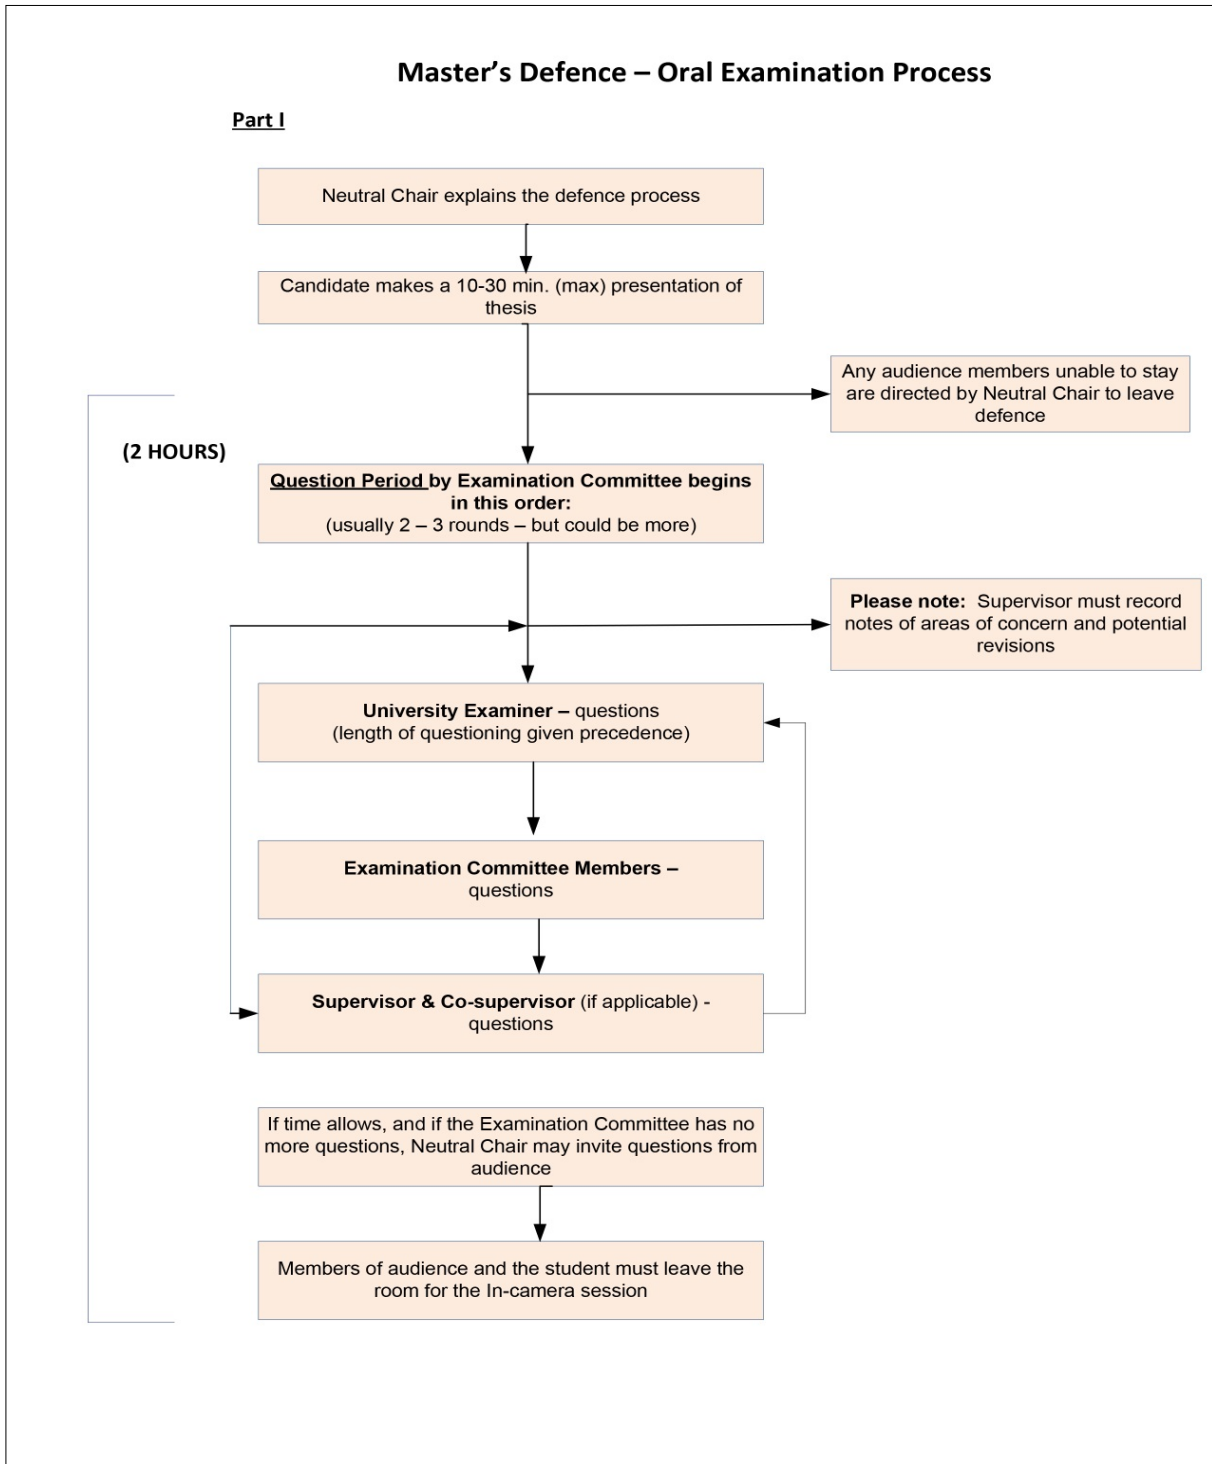 Master's Defence – Oral Examination Process
Part I
Neutral Chair explains the defence process
Candidate makes a 10-30 min. (max) presentation of
thesis
Any audience members unable to stay
are directed by Neutral Chair to leave
defence
(2 HOURS)
Question Period by Examination Committee begins
in this order:
(usually 2 – 3 rounds – but could be more)
Please note:  Supervisor must record
notes of areas of concern and potential
revisions
University Examiner – questions
(length of questioning given precedence)
Examination Committee Members –
questions
Supervisor & Co-supervisor (if applicable) -
questions
If time allows, and if the Examination Committee has no
more questions, Neutral Chair may invite questions from
audience
Members of audience and the student must leave the
room for the In-camera session